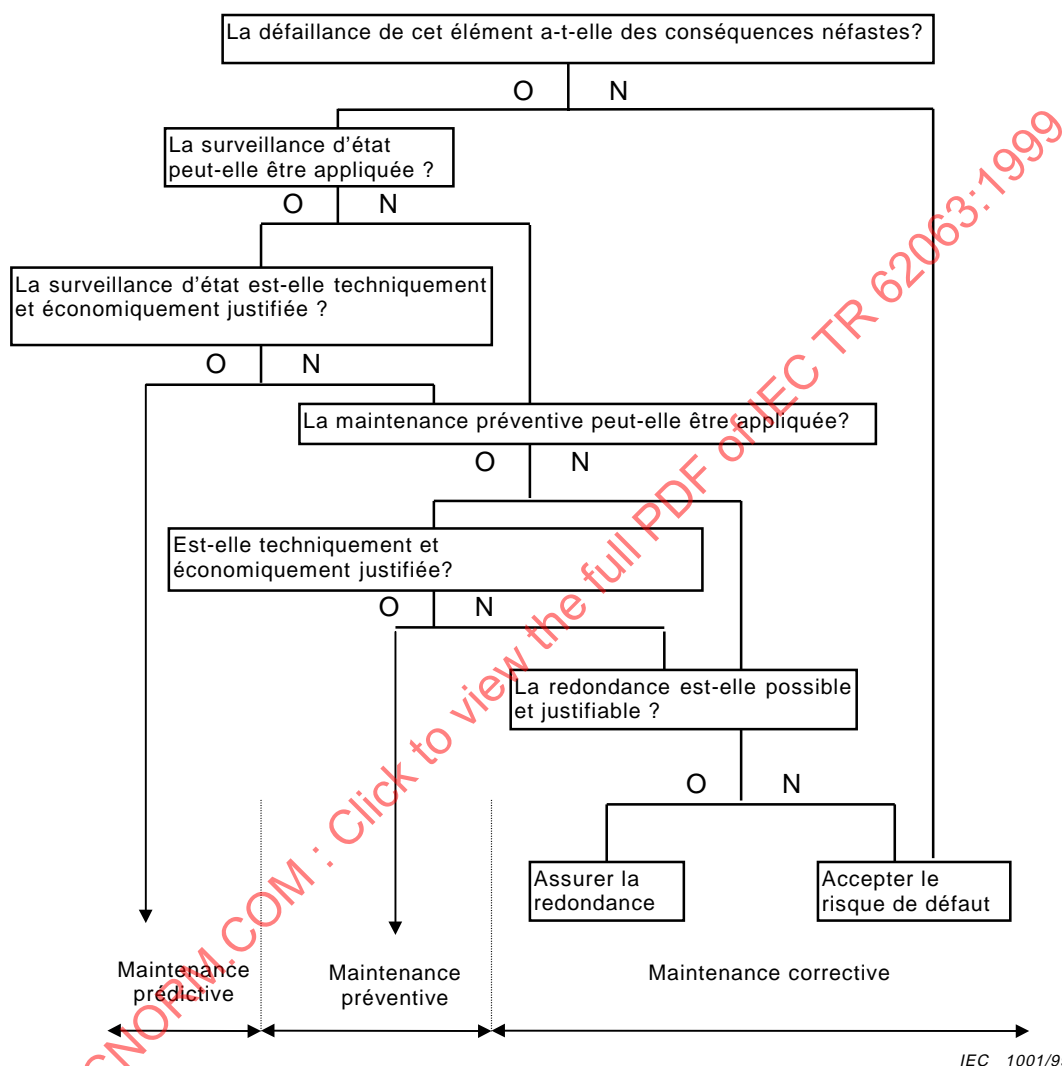 La défaillance de cet élément a-t-elle des conséquences néfastes?
O N
La surveillance d'état
peut-elle être appliquée ?
O N
La surveillance d'état est-elle techniquement
et économiquement justifiée ?
O N
La maintenance préventive peut-elle être appliquée?
O N
Est-elle techniquement et
économiquement justifiée?
O N
La redondance est-elle possible
et justifiable ?
O N
Assurer la
redondance
Accepter le
risque de défaut
Maintenance
prédictive
Maintenance
préventive
Maintenance corrective
IEC 1001/9
CNORM.COM : Click to view the full PDF of IEC TR 62063:1999